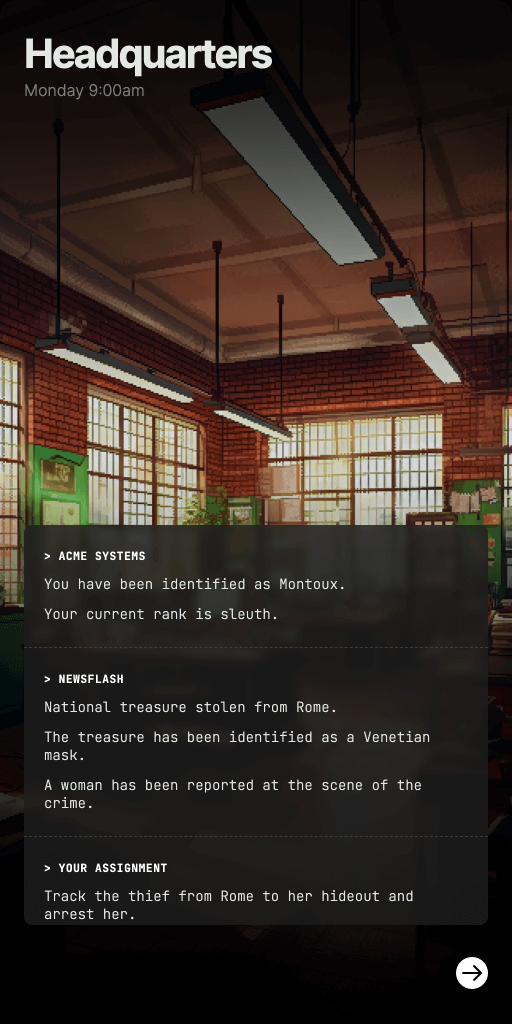 Headquarters
Monday 9:00am
> ACME SYSTEMS
You have been identified as Montoux.
Your current rank is sleuth.
> NEWSFLASH
National treasure stolen from Rome.
The treasure has been identified as a Venetian
mask.
A woman has been reported at the scene of the
crime.
> YOUR ASSIGNMENT
Track the thief from Rome to her hideout and
arrest her.